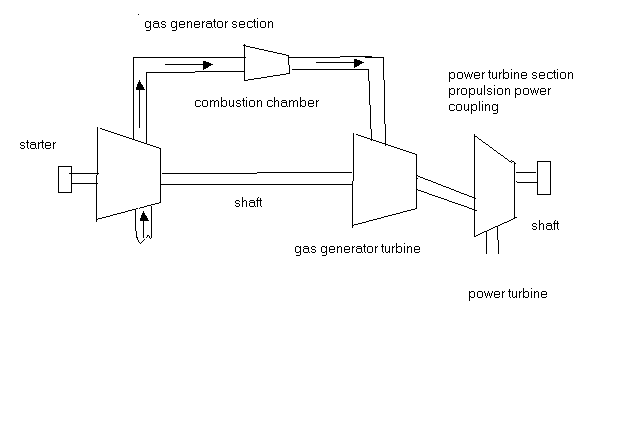 gas generator section
power turbine section
propulsion power
coupling
combustion chamber
starter
shaft
shaft
gas generator turbine
power turbine